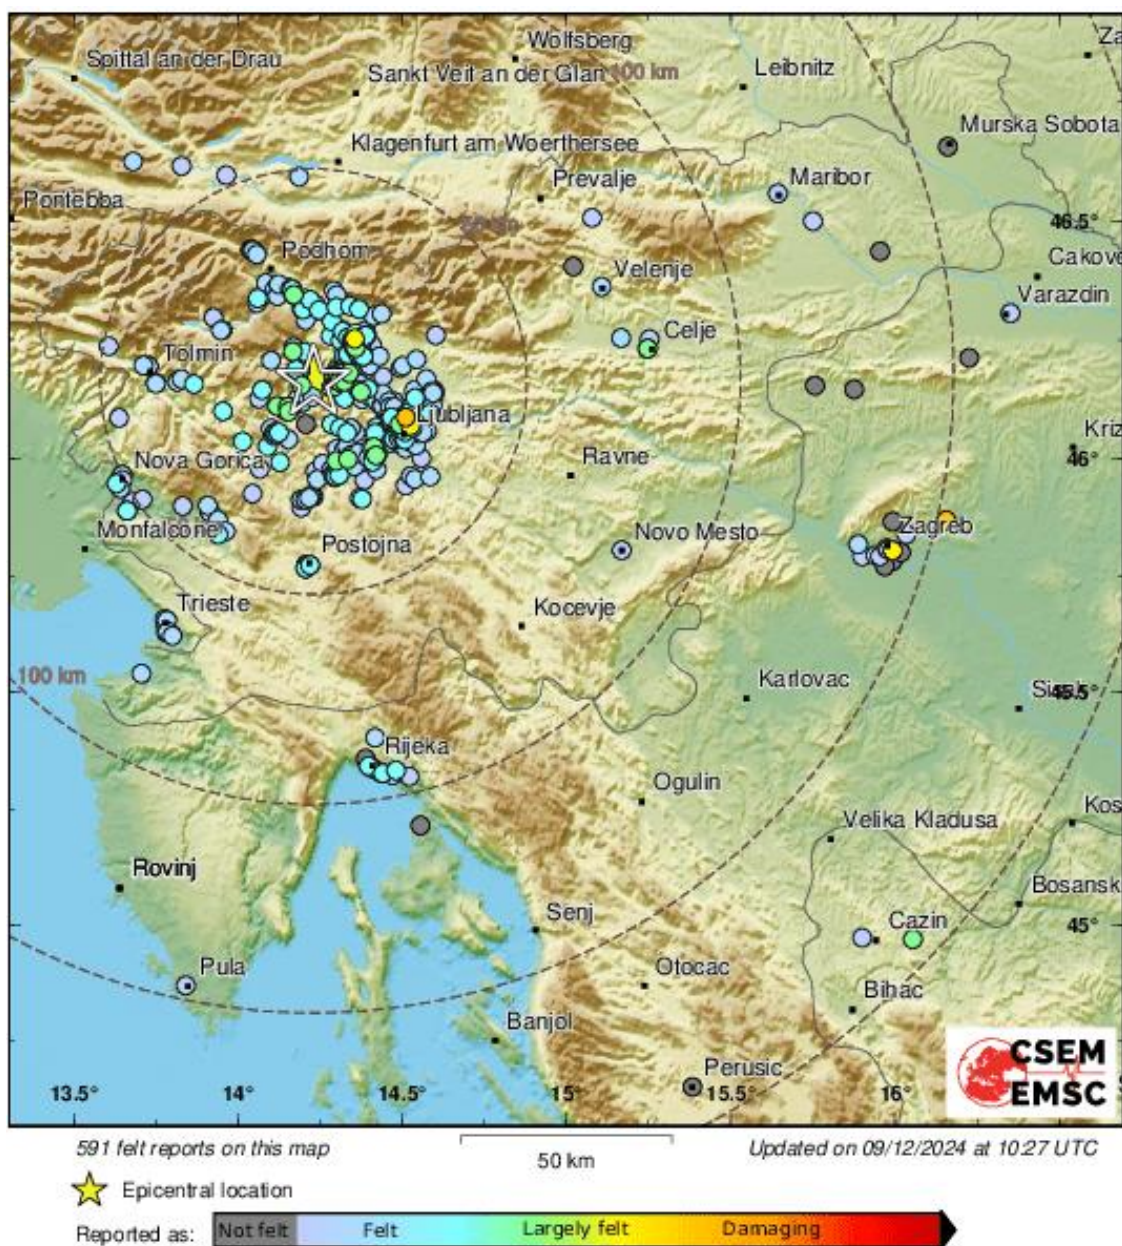 Wolfsberg
Za
Spittal an der Drau
100 km
Leibnitz
Sankt Veit an der Glan
Murska Sobota
Klagenfurt am Woerthersee
Prevalje
Maribor
Pontebba
46.5°
Podhom
Velenje
Cakove
Varazdin
Celje
Tolmin
Ljubljana
Kriz
Nova Gorica
Ravne
46°
Monfalcone
Novo Mesto
Zagreb
Postojna
Trieste
Kocevje
100 km
Karlovac
45.5°
Rijeka
Ogulin
Kos
Velika Kladusa
Rovinj
Bosansk
Senj
Cazin
45°
Pula
Otocac
Bihac
Banjol
CSEM
EMSC
Perusic
13.5°
14°
14.5°
15°
15.5°
16°
591 felt reports on this map
50 km
Updated on 09/12/2024 at 10:27 UTC
Epicentral location
Reported as:
Not felt
Felt
Largely felt
Damaging